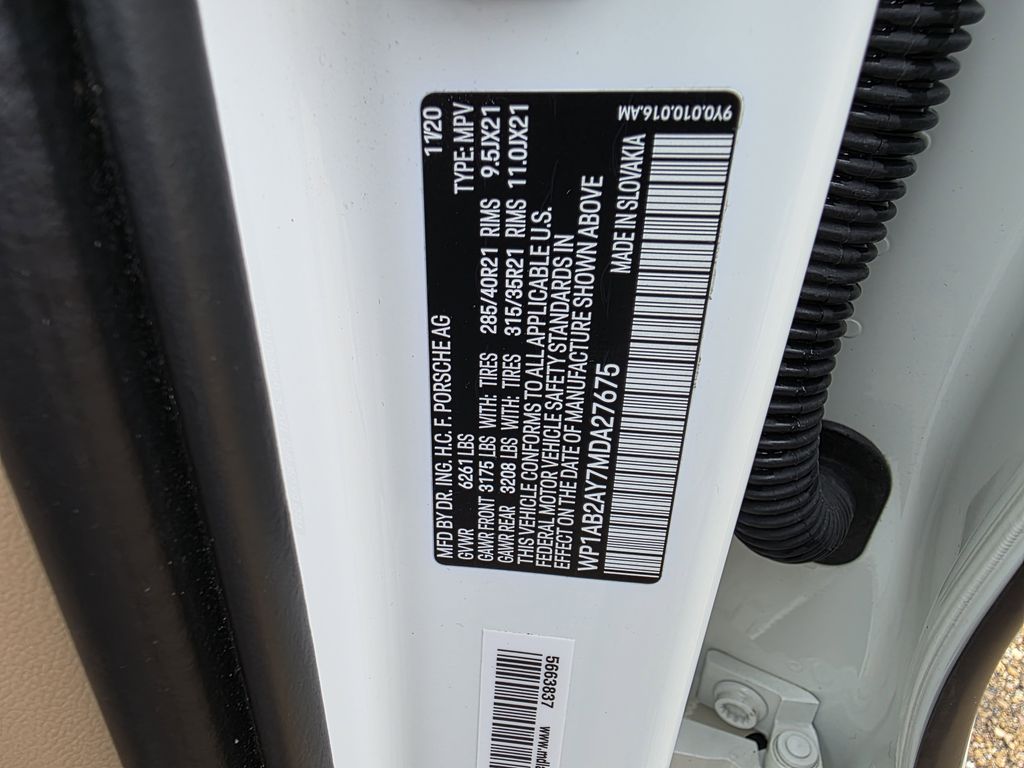 11/20
MFD BY DR. ING. H.C. F. PORSCHE AG
GVWR 6261 LBS TYPE: MPV
GAWR FRONT 3175 LBS WITH: TIRES 285/40R21 RIMS 9.5JX21
GAWR REAR 3208 LBS WITH: TIRES 315/35R21 RIMS 11.0JX21
THIS VEHICLE CONFORMS TO ALL APPLICABLE U.S.
FEDERAL MOTOR VEHICLE SAFETY STANDARDS IN
EFFECT ON THE DATE OF MANUFACTURE SHOWN ABOVE
WP1AB2AY7MDA27675 MADE IN SLOVAKIA
9Y0.010.016.AM
5663837